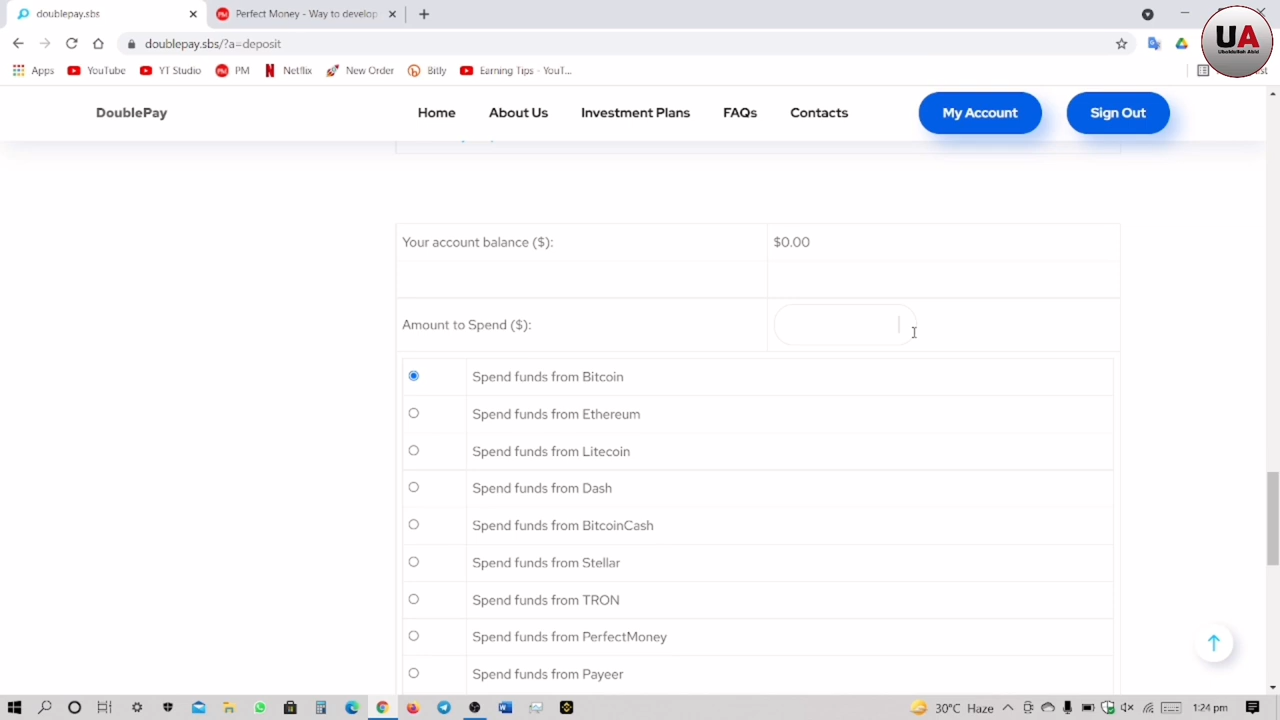 doublepay.sbs
Perfect Money - Way to develop
doublepay.sbs/?a=deposit
Apps
YouTube
YT Studio
PM
Netflix
New Order
Bitly
Earning Tips - YouT...
UA
Ubaidullah Abid
DoublePay
Home
About Us
Investment Plans
FAQs
Contacts
My Account
Sign Out
Your account balance ($):
$0.00
Amount to Spend ($):
Spend funds from Bitcoin
Spend funds from Ethereum
Spend funds from Litecoin
Spend funds from Dash
Spend funds from BitcoinCash
Spend funds from Stellar
Spend funds from TRON
Spend funds from PerfectMoney
Spend funds from Payeer
30°C Haze
1:24 pm